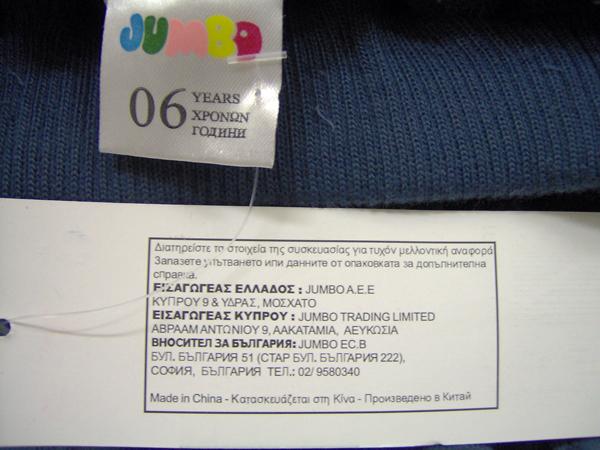 JUMBO
06 YEARS
ΧΡΟΝΩΝ
ГОДИНИ
Διατηρείστε το στοιχεία της συσκευασίας για τυχόν μελλοντική αναφορά
Запазете упътването или данните от опаковката за допълнителна
справка.
ΕΙΣΑΓΩΓΕΑΣ ΕΛΛΑΔΟΣ : JUMBO A.E.E
ΚΥΠΡΟΥ 9 & ΥΔΡΑΣ, ΜΟΣΧΑΤΟ
ΕΙΣΑΓΩΓΕΑΣ ΚΥΠΡΟΥ : JUMBO TRADING LIMITED
ΑΒΡΑΑΜ ΑΝΤΩΝΙΟΥ 9, ΑΑΚΑΤΑΜΙΑ, ΛΕΥΚΩΣΙΑ
ВНОСИТЕЛ ЗА БЪЛГАРИЯ: JUMBO EC.B
БУЛ. БЪЛГАРИЯ 51 (СТАР БУЛ. БЪЛГАРИЯ 222),
СОФИЯ, БЪЛГАРИЯ ТЕЛ.: 02/ 9580340
Made in China - Κατασκευάζεται στη Κίνα - Произведено в Китай